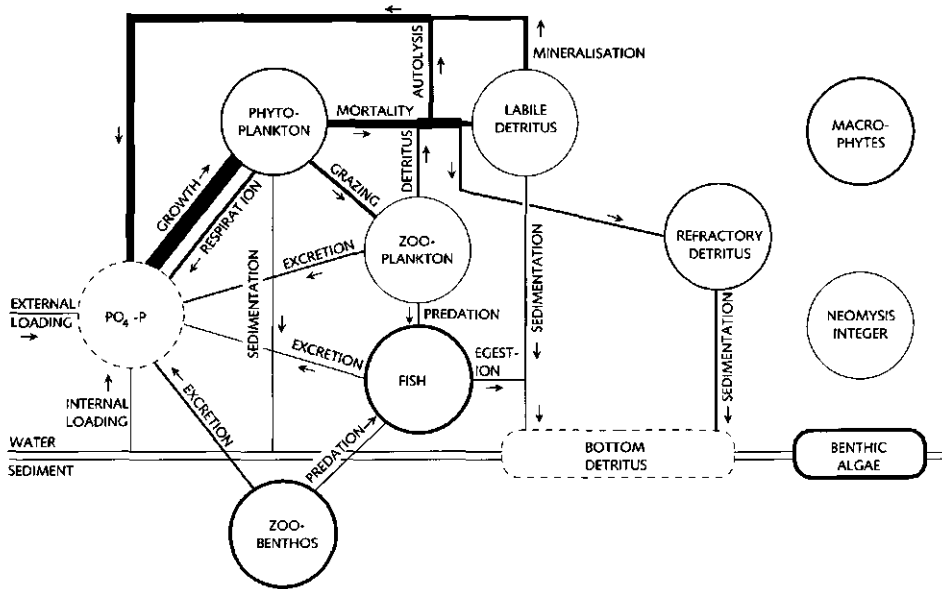 MINERALISATION
AUTOLYSIS
PHYTO-
PLANKTON
MORTALITY
LABILE
DETRITUS
MACRO-
PHYTES
DETRITUS
GROWTH
RESPIRATION
GRAZING
ZOO-
PLANKTON
REFRACTORY
DETRITUS
EXCRETION
SEDIMENTATION
SEDIMENTATION
SEDIMENTATION
EXTERNAL
LOADING
PO₄-P
PREDATION
NEOMYSIS
INTEGER
EXCRETION
FISH
EGEST-
ION
INTERNAL
LOADING
EXCRETION
PREDATION
WATER
SEDIMENT
BOTTOM
DETRITUS
BENTHIC
ALGAE
ZOO-
BENTHOS